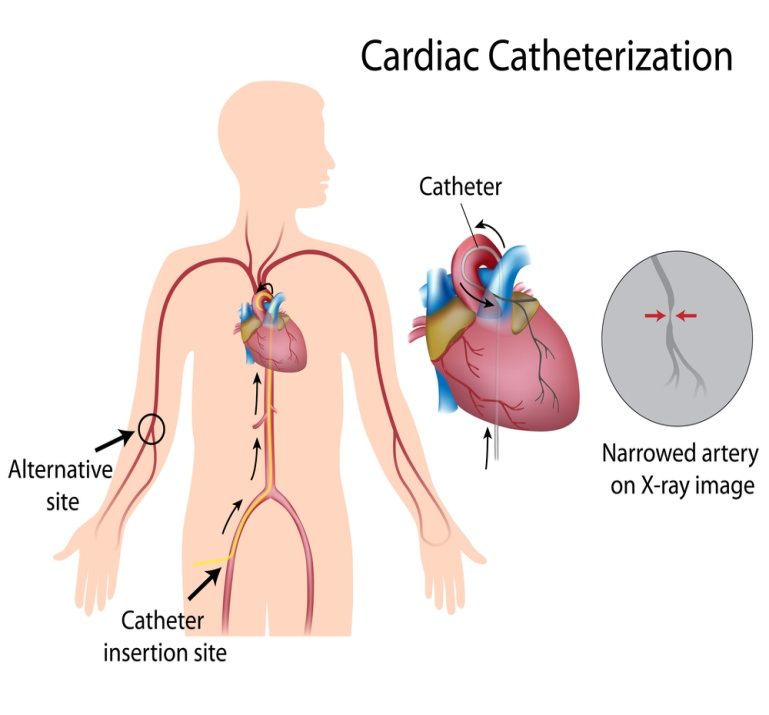 Cardiac Catheterization
Catheter
Alternative
site
Narrowed artery
on X-ray image
Catheter
insertion site